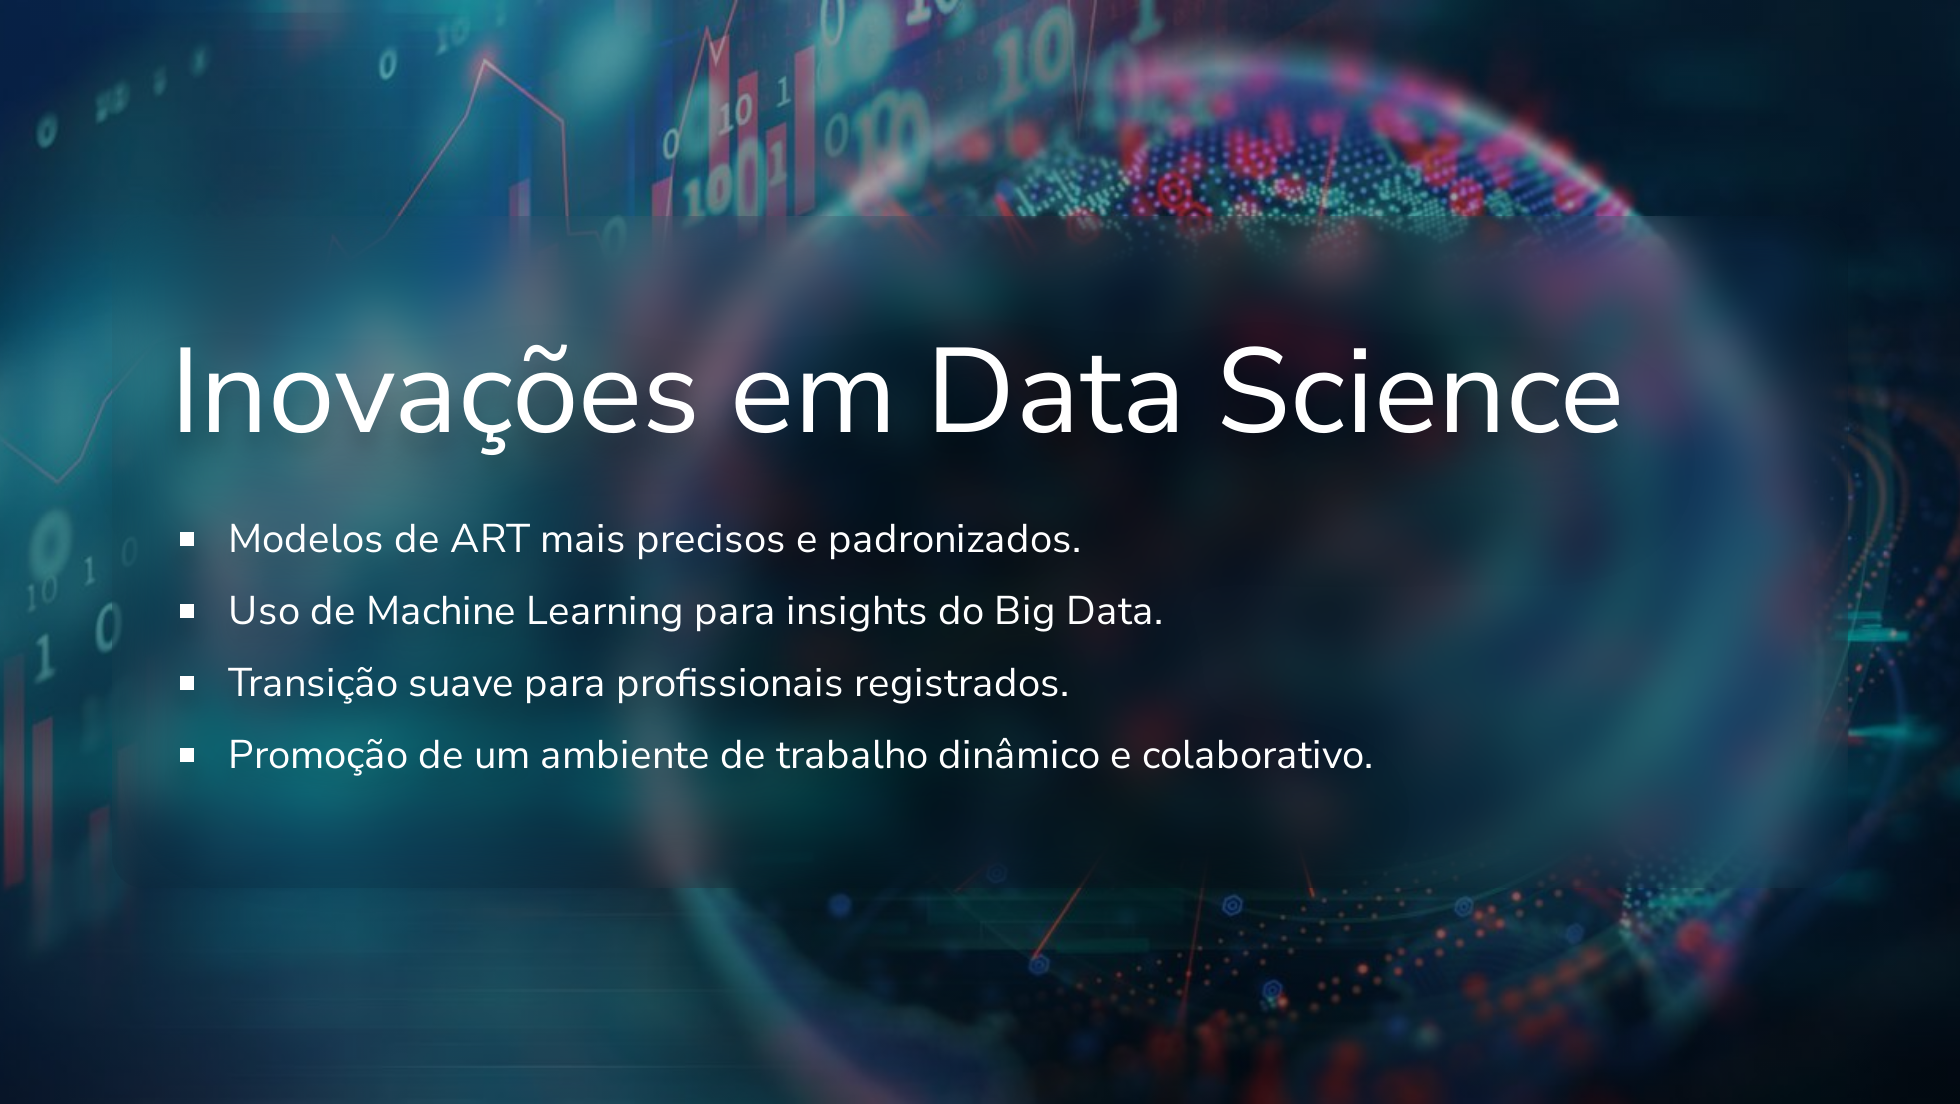 Inovações em Data Science
Modelos de ART mais precisos e padronizados.
Uso de Machine Learning para insights do Big Data.
Transição suave para profissionais registrados.
Promoção de um ambiente de trabalho dinâmico e colaborativo.